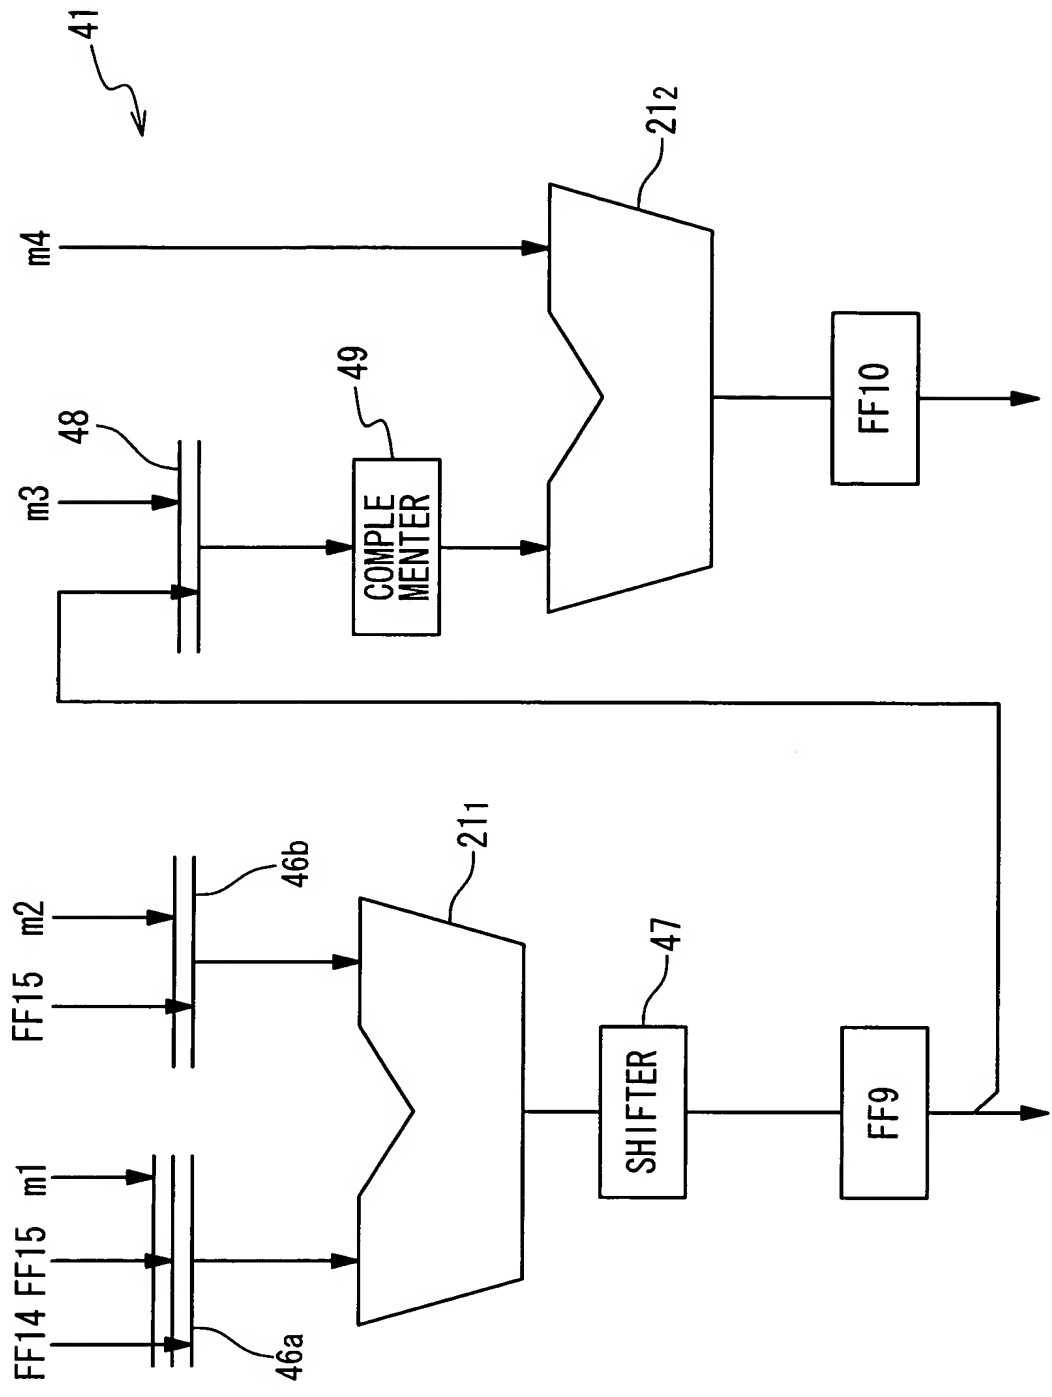 41
FF14
FF15
m1
FF15
m2
m3
m4
46a
46b
48
49
COMPLE
MENTER
211
212
SHIFTER
47
FF9
FF10